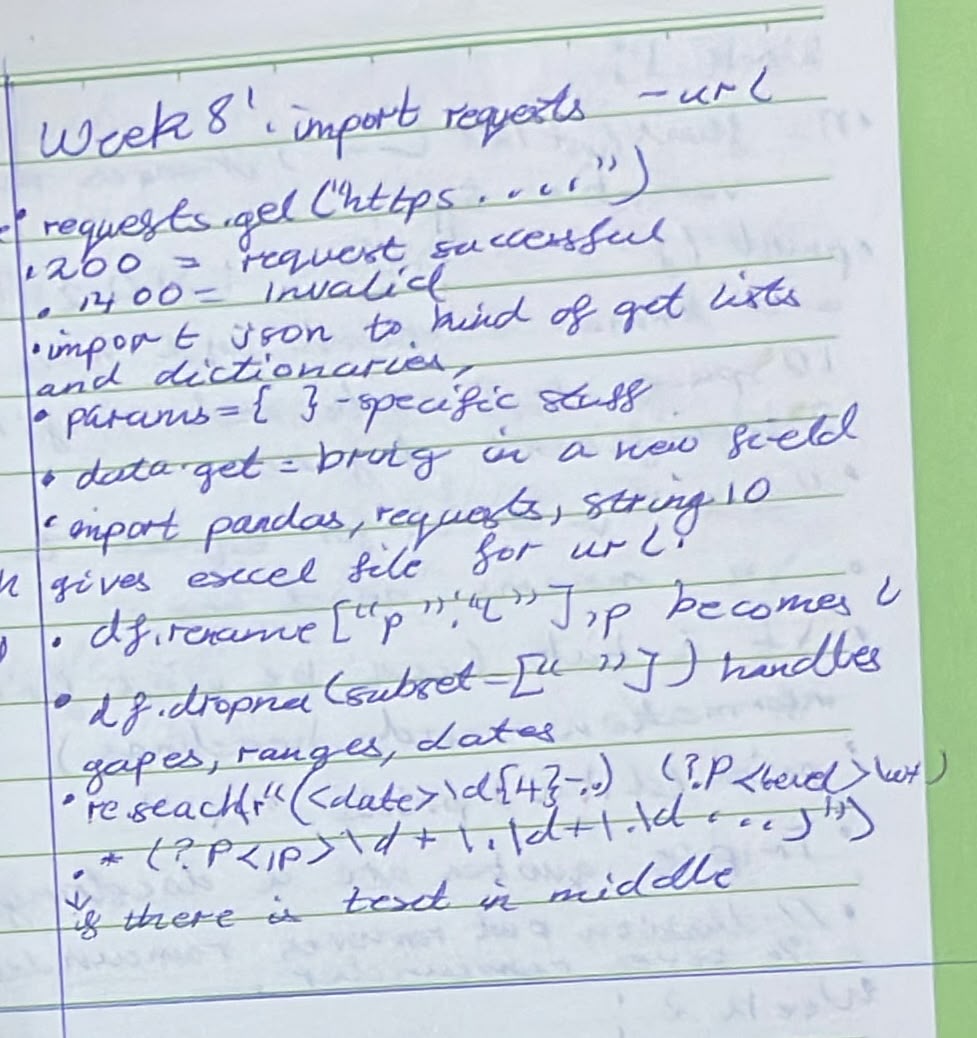 Week 8: import requests - url
• requests.get ("https....")
• 200 = request successful
• 400 = invalid
• import json to kind of get lists
and dictionaries,
• params = { } - specific stuff
• data.get = bring in a new field
import pandas, requests, string IO
gives excel file for url.
• df.rename ["p":"l"], p becomes l
• df.dropna (subset = [" "]) handles
gapes, ranges, dates
• re.seach(r"(<date>\d{4}-.) (?P<level>\w+)
.* (?P<ip>\d+\.\d+\.\d....)")
↓
if there is text in middle